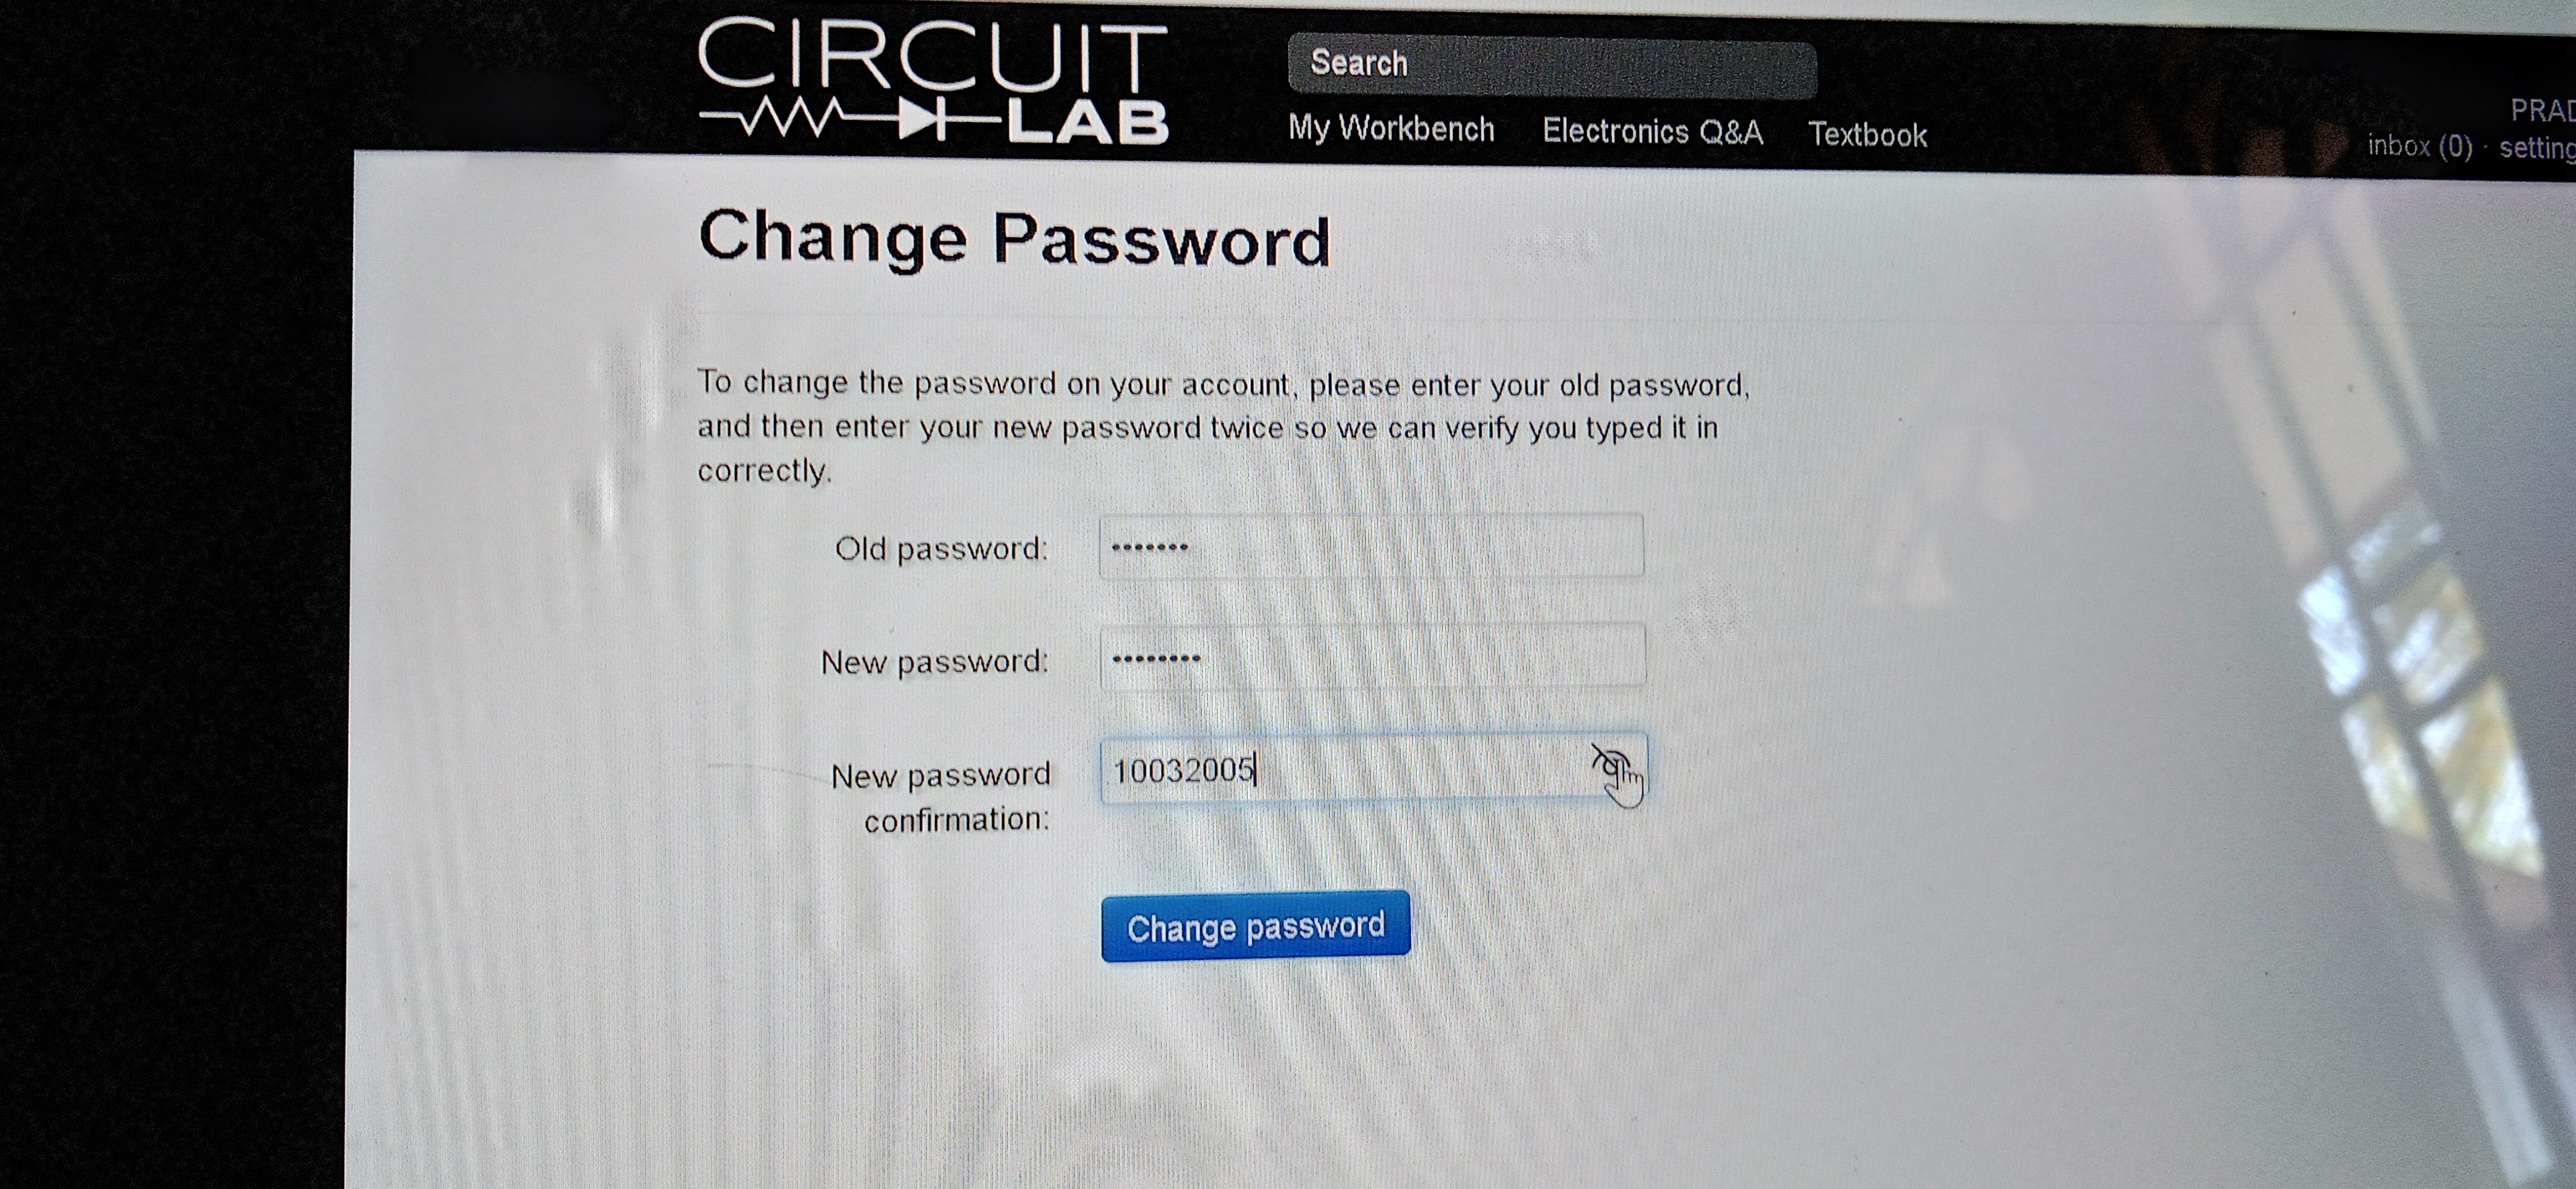 CIRCUIT
LAB
Search
My Workbench Electronics Q&A Textbook
PRAD
inbox (0) · setting
Change Password
To change the password on your account, please enter your old password,
and then enter your new password twice so we can verify you typed it in
correctly.
Old password: •••••••
New password: ••••••••
New password
confirmation:
10032005
Change password